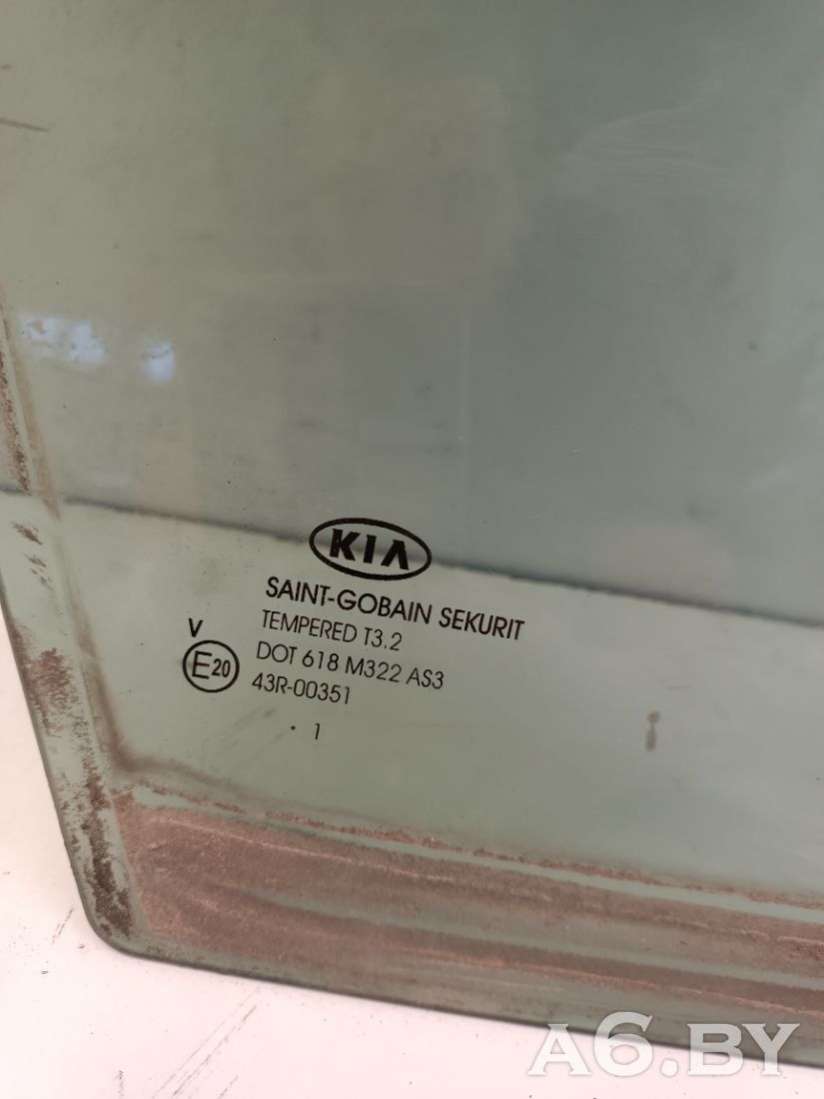 KIA
SAINT-GOBAIN SEKURIT
TEMPERED T3.2
V
DOT 618 M322 AS3
E20
43R-00351
· 1
A6.BY